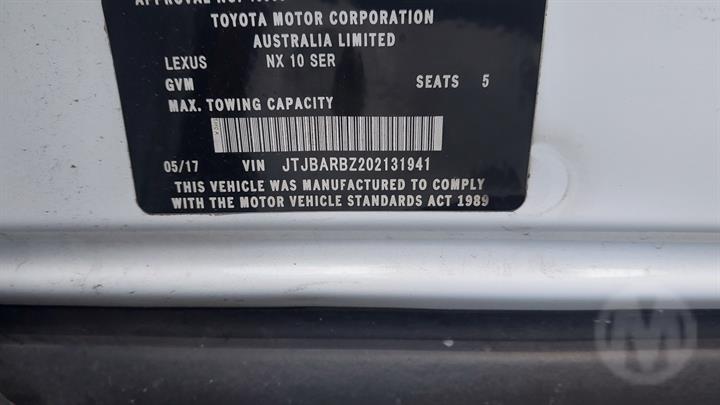 TOYOTA MOTOR CORPORATION
AUSTRALIA LIMITED
LEXUS NX 10 SER
GVM SEATS 5
MAX. TOWING CAPACITY
05/17 VIN JTJBARBZ202131941
THIS VEHICLE WAS MANUFACTURED TO COMPLY
WITH THE MOTOR VEHICLE STANDARDS ACT 1989
M